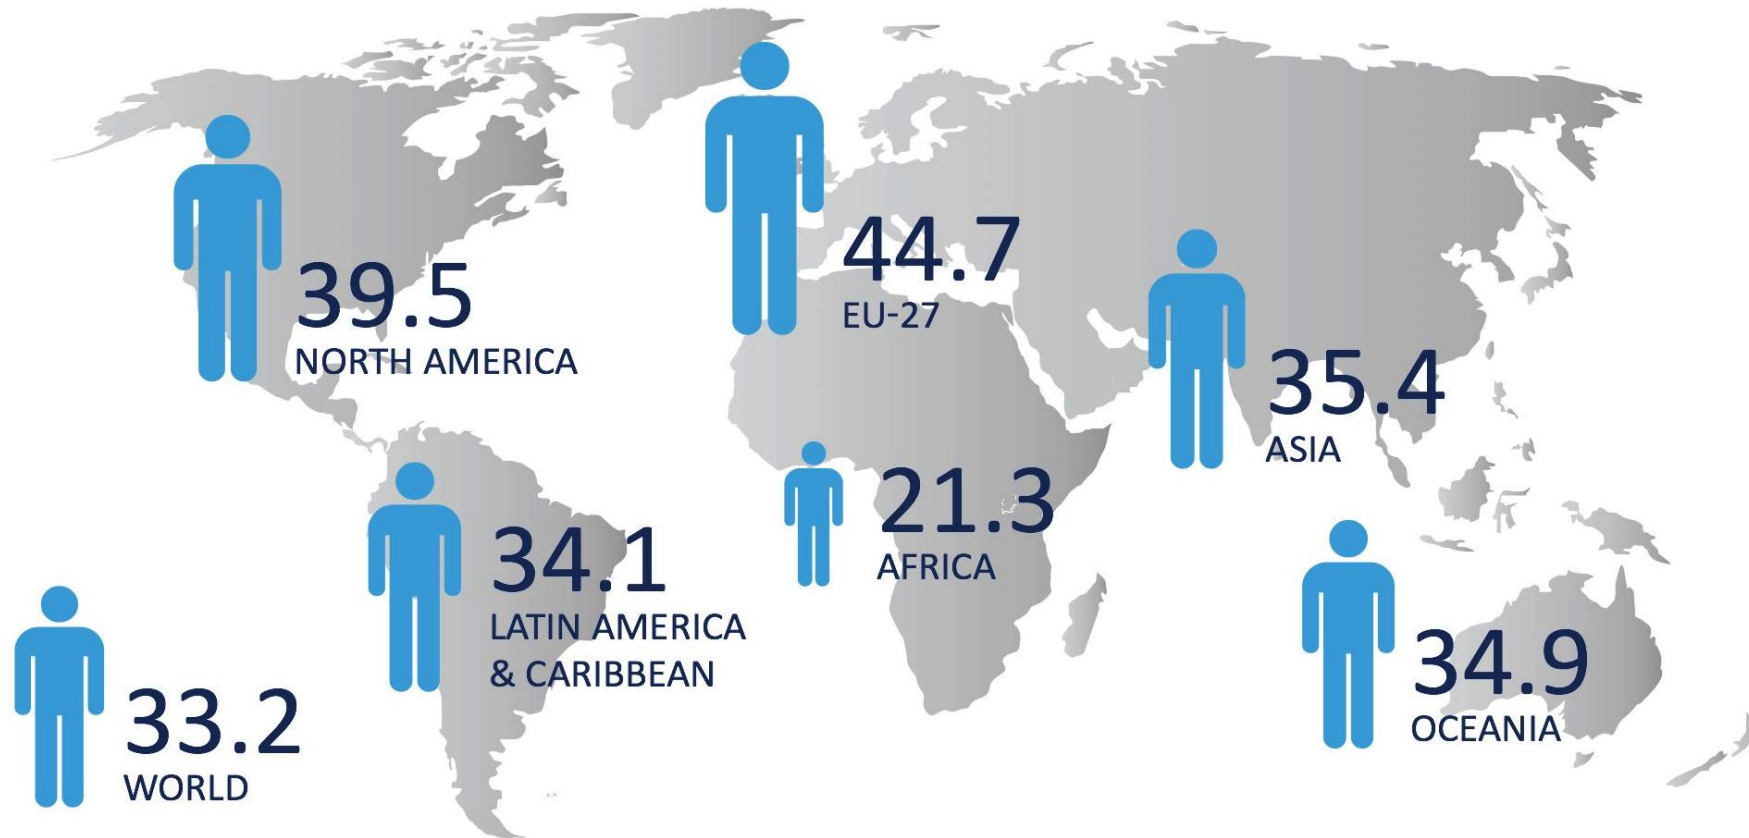 39.5
NORTH AMERICA
44.7
EU-27
35.4
ASIA
34.1
LATIN AMERICA
& CARIBBEAN
21.3
AFRICA
34.9
OCEANIA
33.2
WORLD